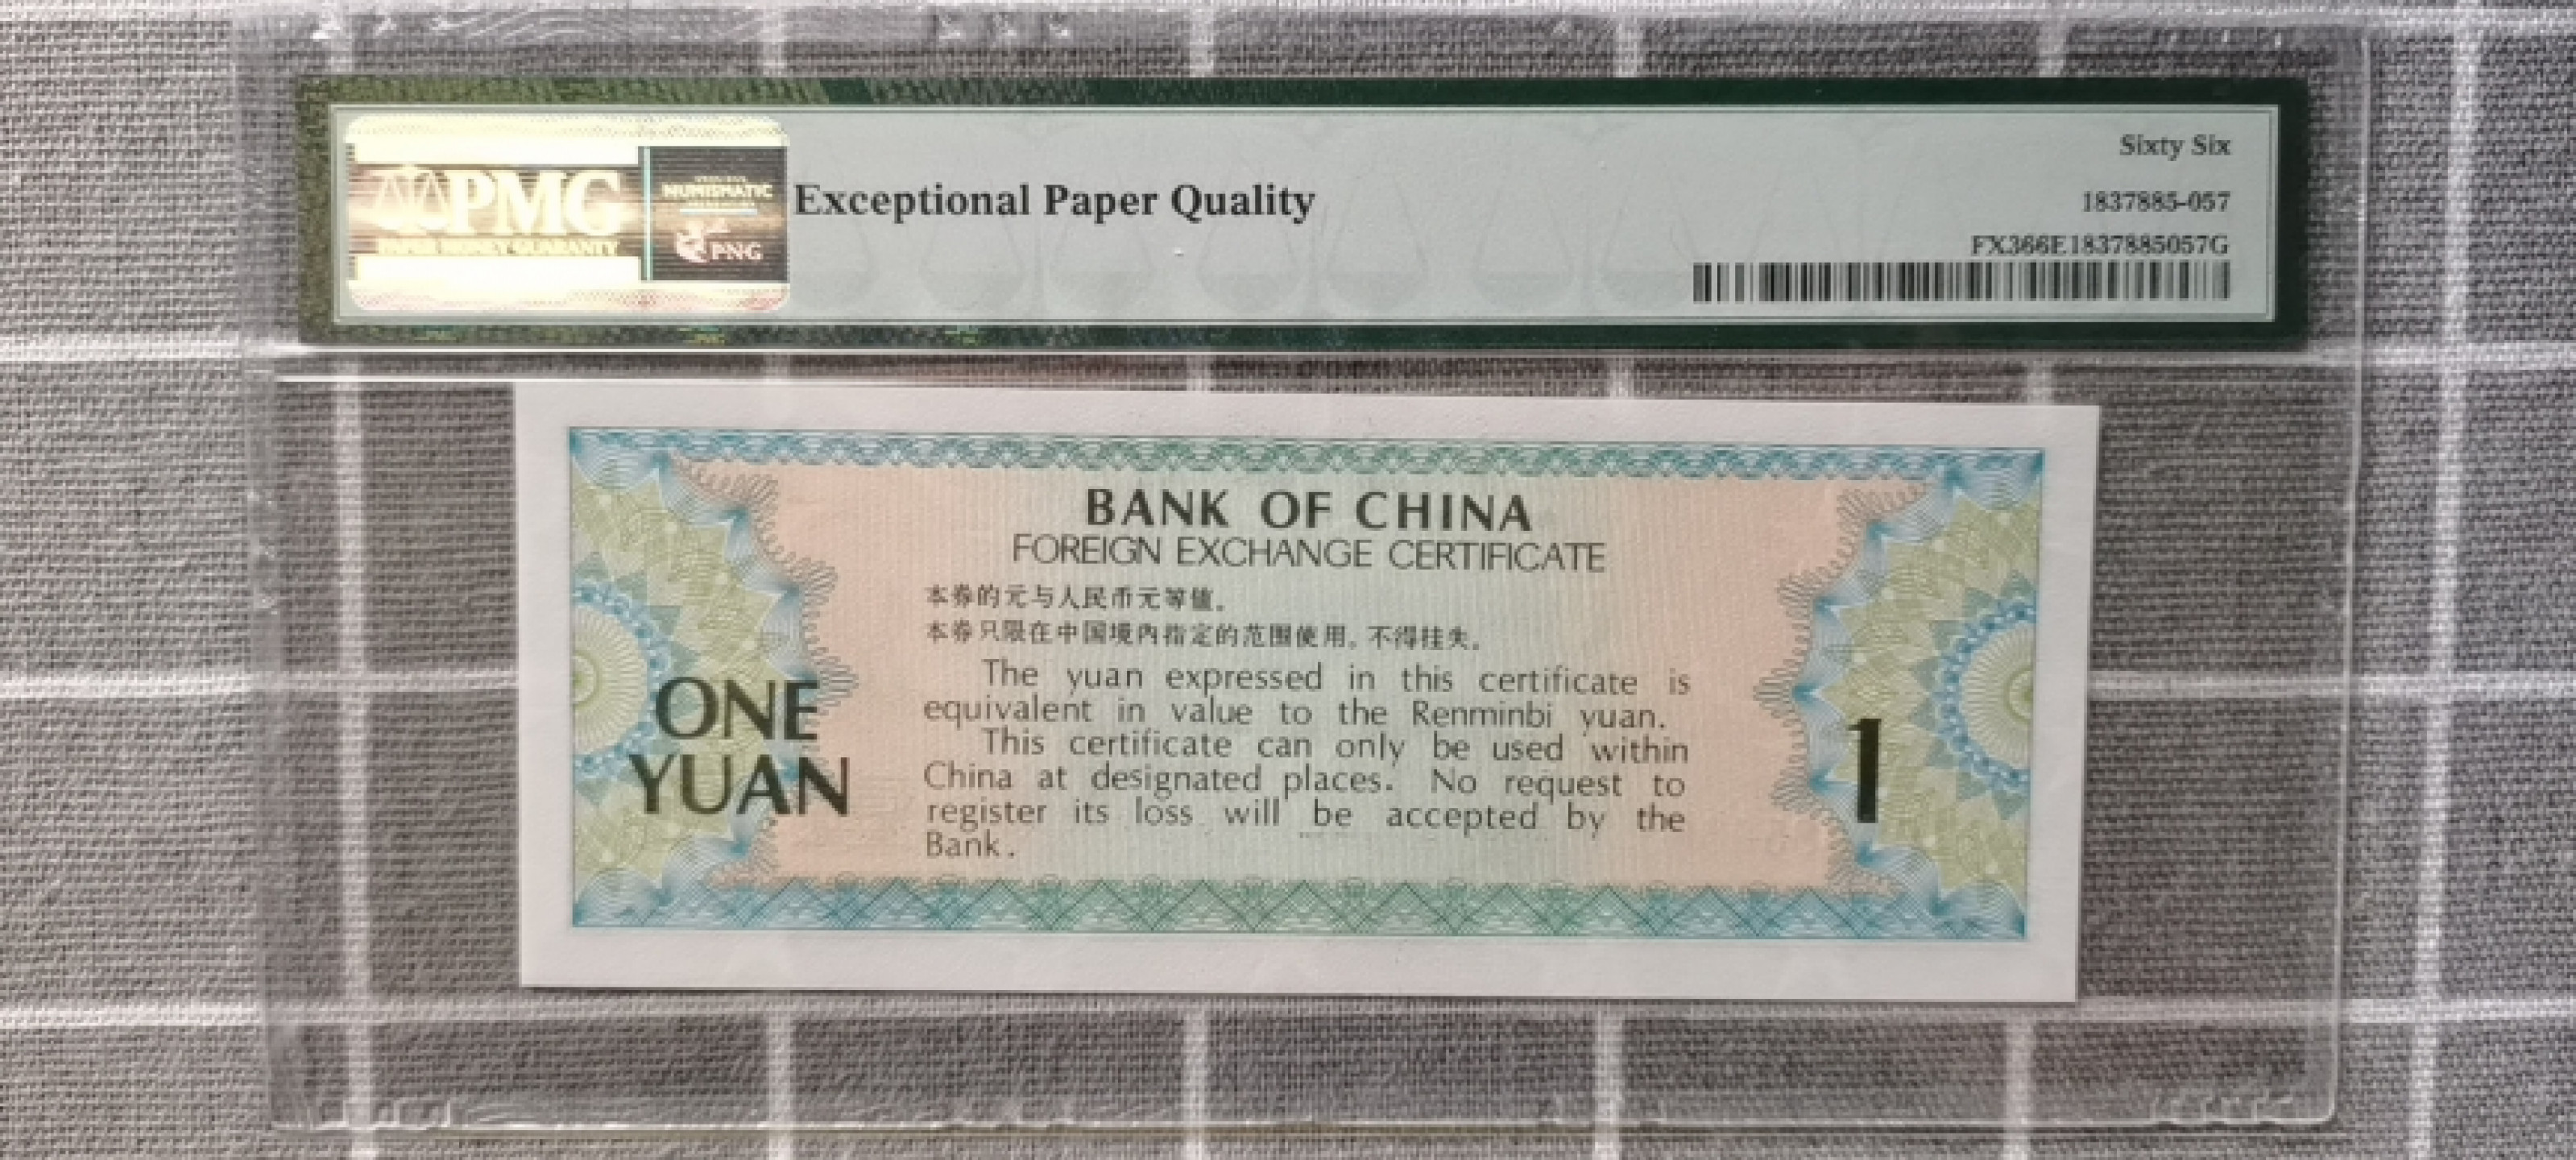 PMG
PAPER MONEY GUARANTY
NUMISMATIC
PNG
Exceptional Paper Quality
Sixty Six
1837885-057
FX366E1837885057G
BANK OF CHINA
FOREIGN EXCHANGE CERTIFICATE
本券的元与人民币元等值。
本券只限在中国境内指定的范围使用。不得挂失。
The yuan expressed in this certificate is
equivalent in value to the Renminbi yuan.
This certificate can only be used within
China at designated places. No request to
register its loss will be accepted by the
Bank.
ONE
YUAN
1